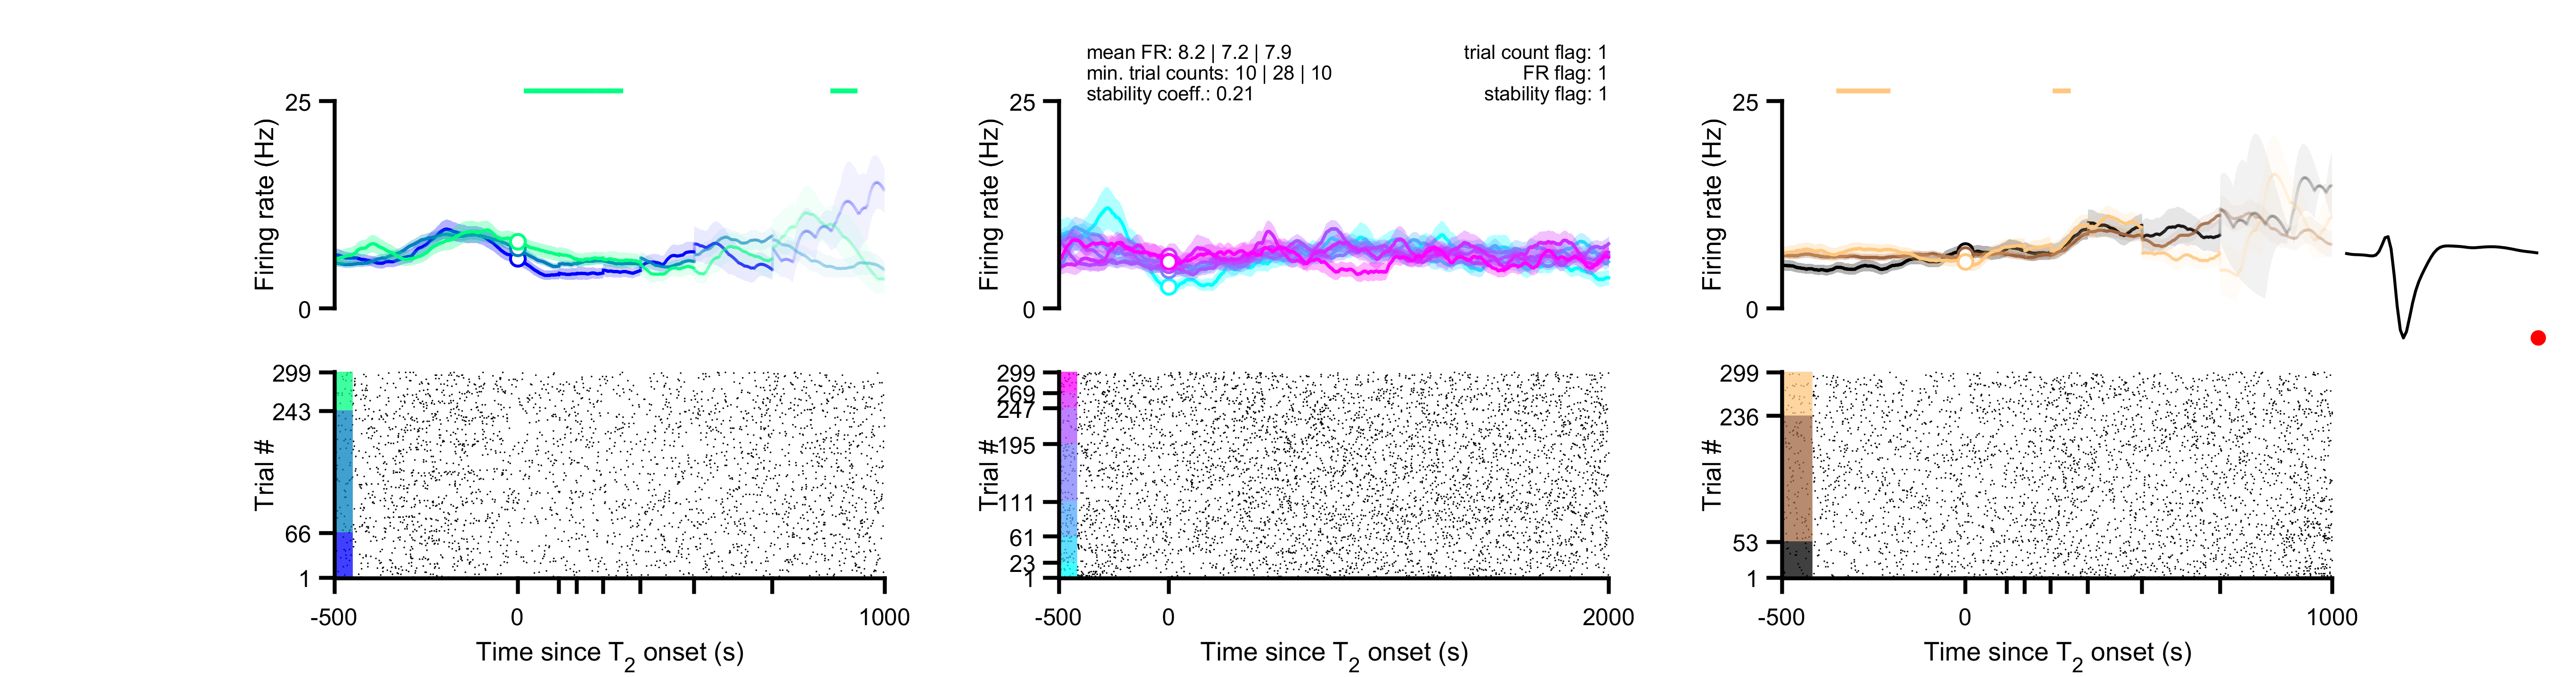 mean FR: 8.2 | 7.2 | 7.9
min. trial counts: 10 | 28 | 10
stability coeff.: 0.21
trial count flag: 1
FR flag: 1
stability flag: 1
25
Firing rate (Hz)
0
299
243
Trial #
66
1
-500
0
1000
Time since T2 onset (s)
25
Firing rate (Hz)
0
299
269
247
195
Trial #
111
61
23
1
-500
0
2000
Time since T2 onset (s)
25
Firing rate (Hz)
0
299
236
Trial #
53
1
-500
0
1000
Time since T2 onset (s)